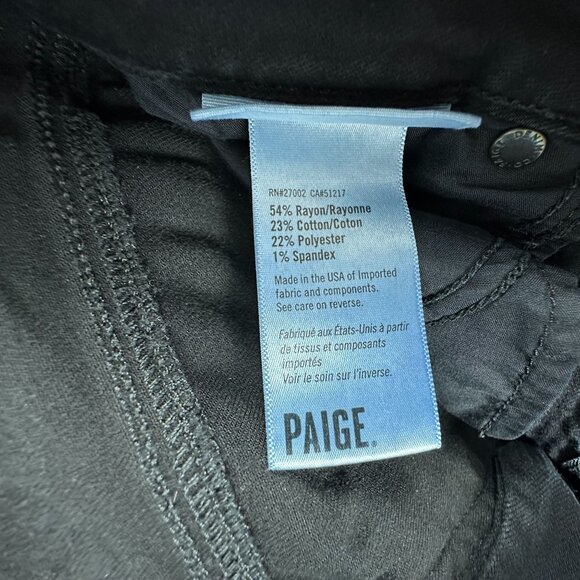 RN#27002 CA#51217
54% Rayon/Rayonne
23% Cotton/Coton
22% Polyester
1% Spandex
Made in the USA of Imported
fabric and components.
See care on reverse.
Fabriqué aux États-Unis à partir
de tissus et composants
importés
Voir le soin sur l'inverse.
PAIGE®